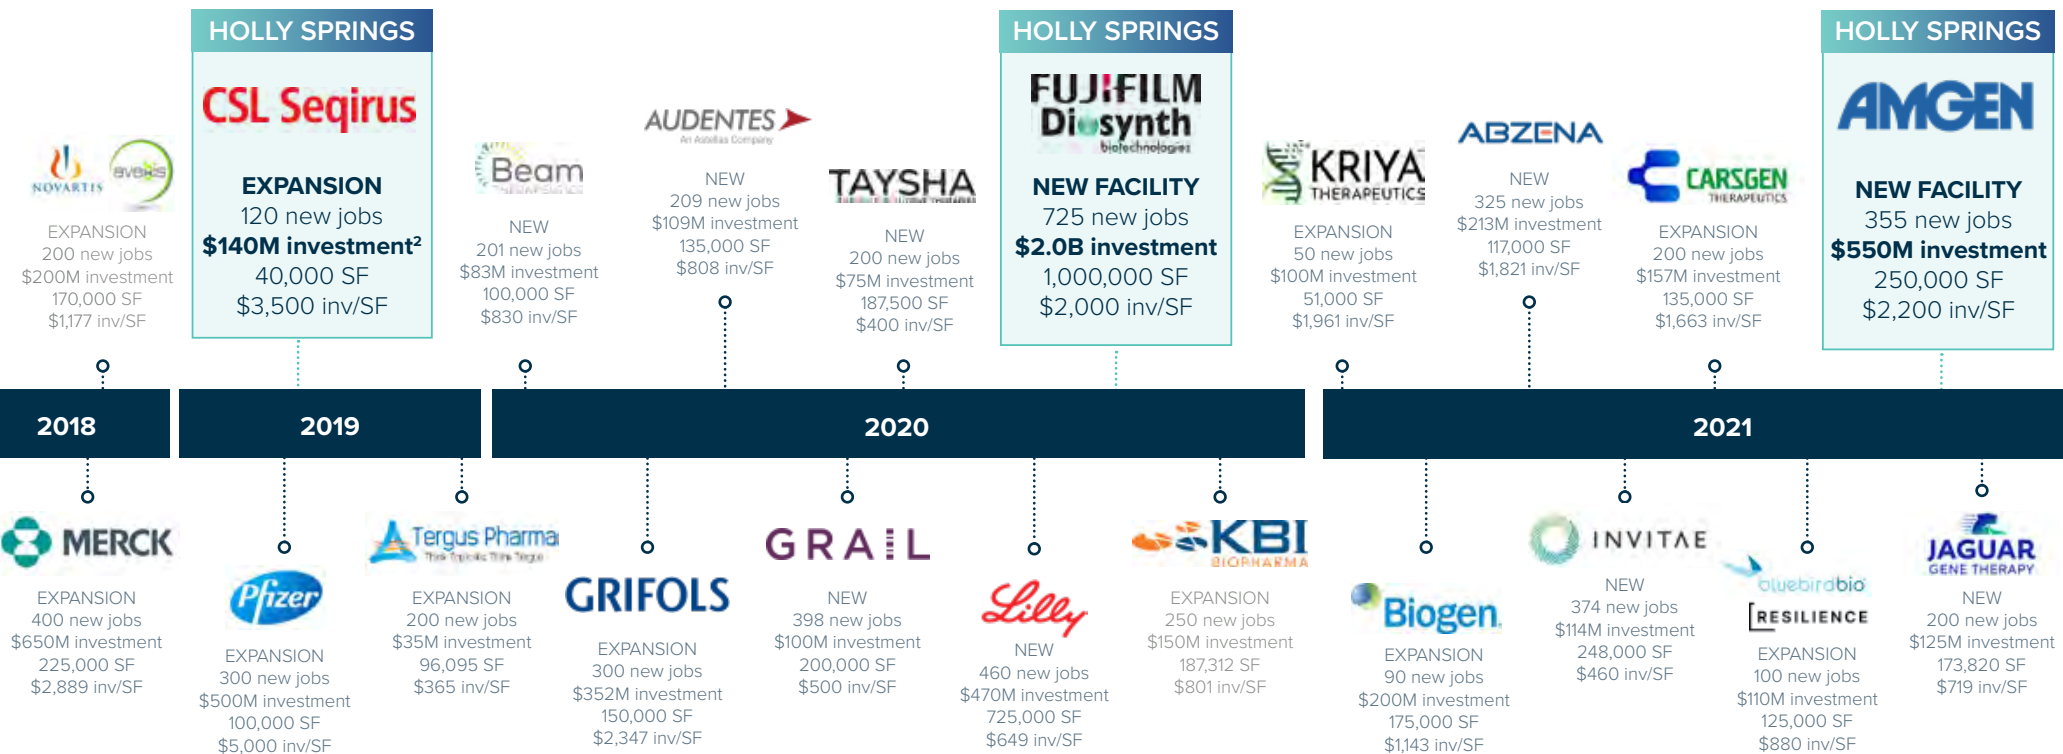 HOLLY SPRINGS
CSL Seqirus
EXPANSION
120 new jobs
$140M investment²
40,000 SF
$3,500 inv/SF
HOLLY SPRINGS
FUJIFILM
Diosynth
biotechnologies
NEW FACILITY
725 new jobs
$2.0B investment
1,000,000 SF
$2,000 inv/SF
HOLLY SPRINGS
AMGEN
NEW FACILITY
355 new jobs
$550M investment
250,000 SF
$2,200 inv/SF
NOVARTIS
avexis
EXPANSION
200 new jobs
$200M investment
170,000 SF
$1,177 inv/SF
Beam
THERAPEUTICS
NEW
201 new jobs
$83M investment
100,000 SF
$830 inv/SF
AUDENTES
An Astellas Company
NEW
209 new jobs
$109M investment
135,000 SF
$808 inv/SF
TAYSHA
GENE THERAPIES
NEW
200 new jobs
$75M investment
187,500 SF
$400 inv/SF
KRIYA
THERAPEUTICS
EXPANSION
50 new jobs
$100M investment
51,000 SF
$1,961 inv/SF
ABZENA
NEW
325 new jobs
$213M investment
117,000 SF
$1,821 inv/SF
CARSGEN
THERAPEUTICS
EXPANSION
200 new jobs
$157M investment
135,000 SF
$1,663 inv/SF
2018
2019
2020
2021
MERCK
EXPANSION
400 new jobs
$650M investment
225,000 SF
$2,889 inv/SF
Pfizer
EXPANSION
300 new jobs
$500M investment
100,000 SF
$5,000 inv/SF
Tergus Pharma
Think Topicals. Think Tergus
EXPANSION
200 new jobs
$35M investment
96,095 SF
$365 inv/SF
GRIFOLS
EXPANSION
300 new jobs
$352M investment
150,000 SF
$2,347 inv/SF
GRAIL
NEW
398 new jobs
$100M investment
200,000 SF
$500 inv/SF
Lilly
NEW
460 new jobs
$470M investment
725,000 SF
$649 inv/SF
KBI
BIOPHARMA
EXPANSION
250 new jobs
$150M investment
187,312 SF
$801 inv/SF
Biogen
EXPANSION
90 new jobs
$200M investment
175,000 SF
$1,143 inv/SF
INVITAE
NEW
374 new jobs
$114M investment
248,000 SF
$460 inv/SF
bluebirdbio
RESILIENCE
EXPANSION
100 new jobs
$110M investment
125,000 SF
$880 inv/SF
JAGUAR
GENE THERAPY
NEW
200 new jobs
$125M investment
173,820 SF
$719 inv/SF